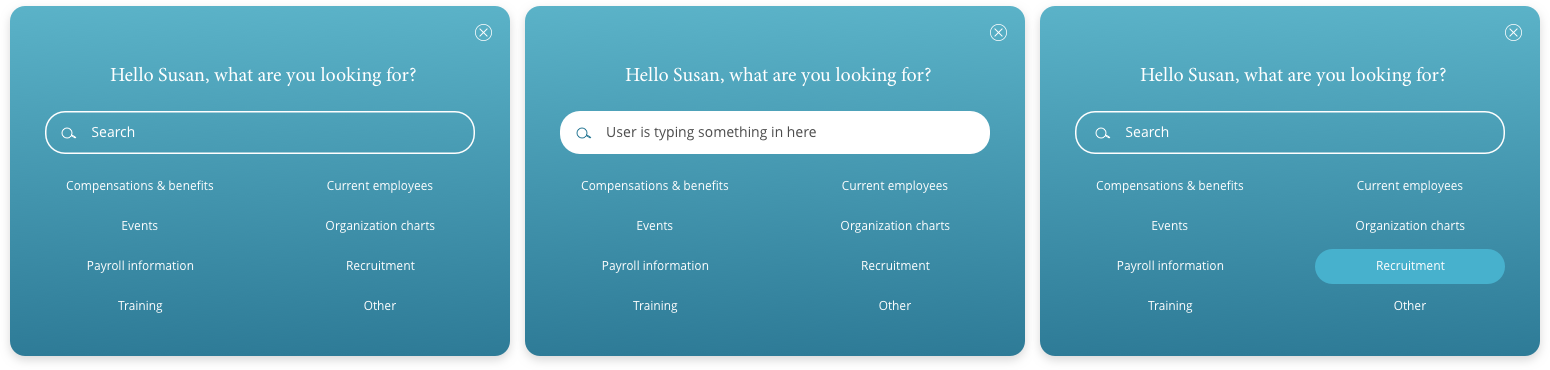 Hello Susan, what are you looking for?
Search
Compensations & benefits
Current employees
Events
Organization charts
Payroll information
Recruitment
Training
Other
Hello Susan, what are you looking for?
User is typing something in here
Compensations & benefits
Current employees
Events
Organization charts
Payroll information
Recruitment
Training
Other
Hello Susan, what are you looking for?
Search
Compensations & benefits
Current employees
Events
Organization charts
Payroll information
Recruitment
Training
Other